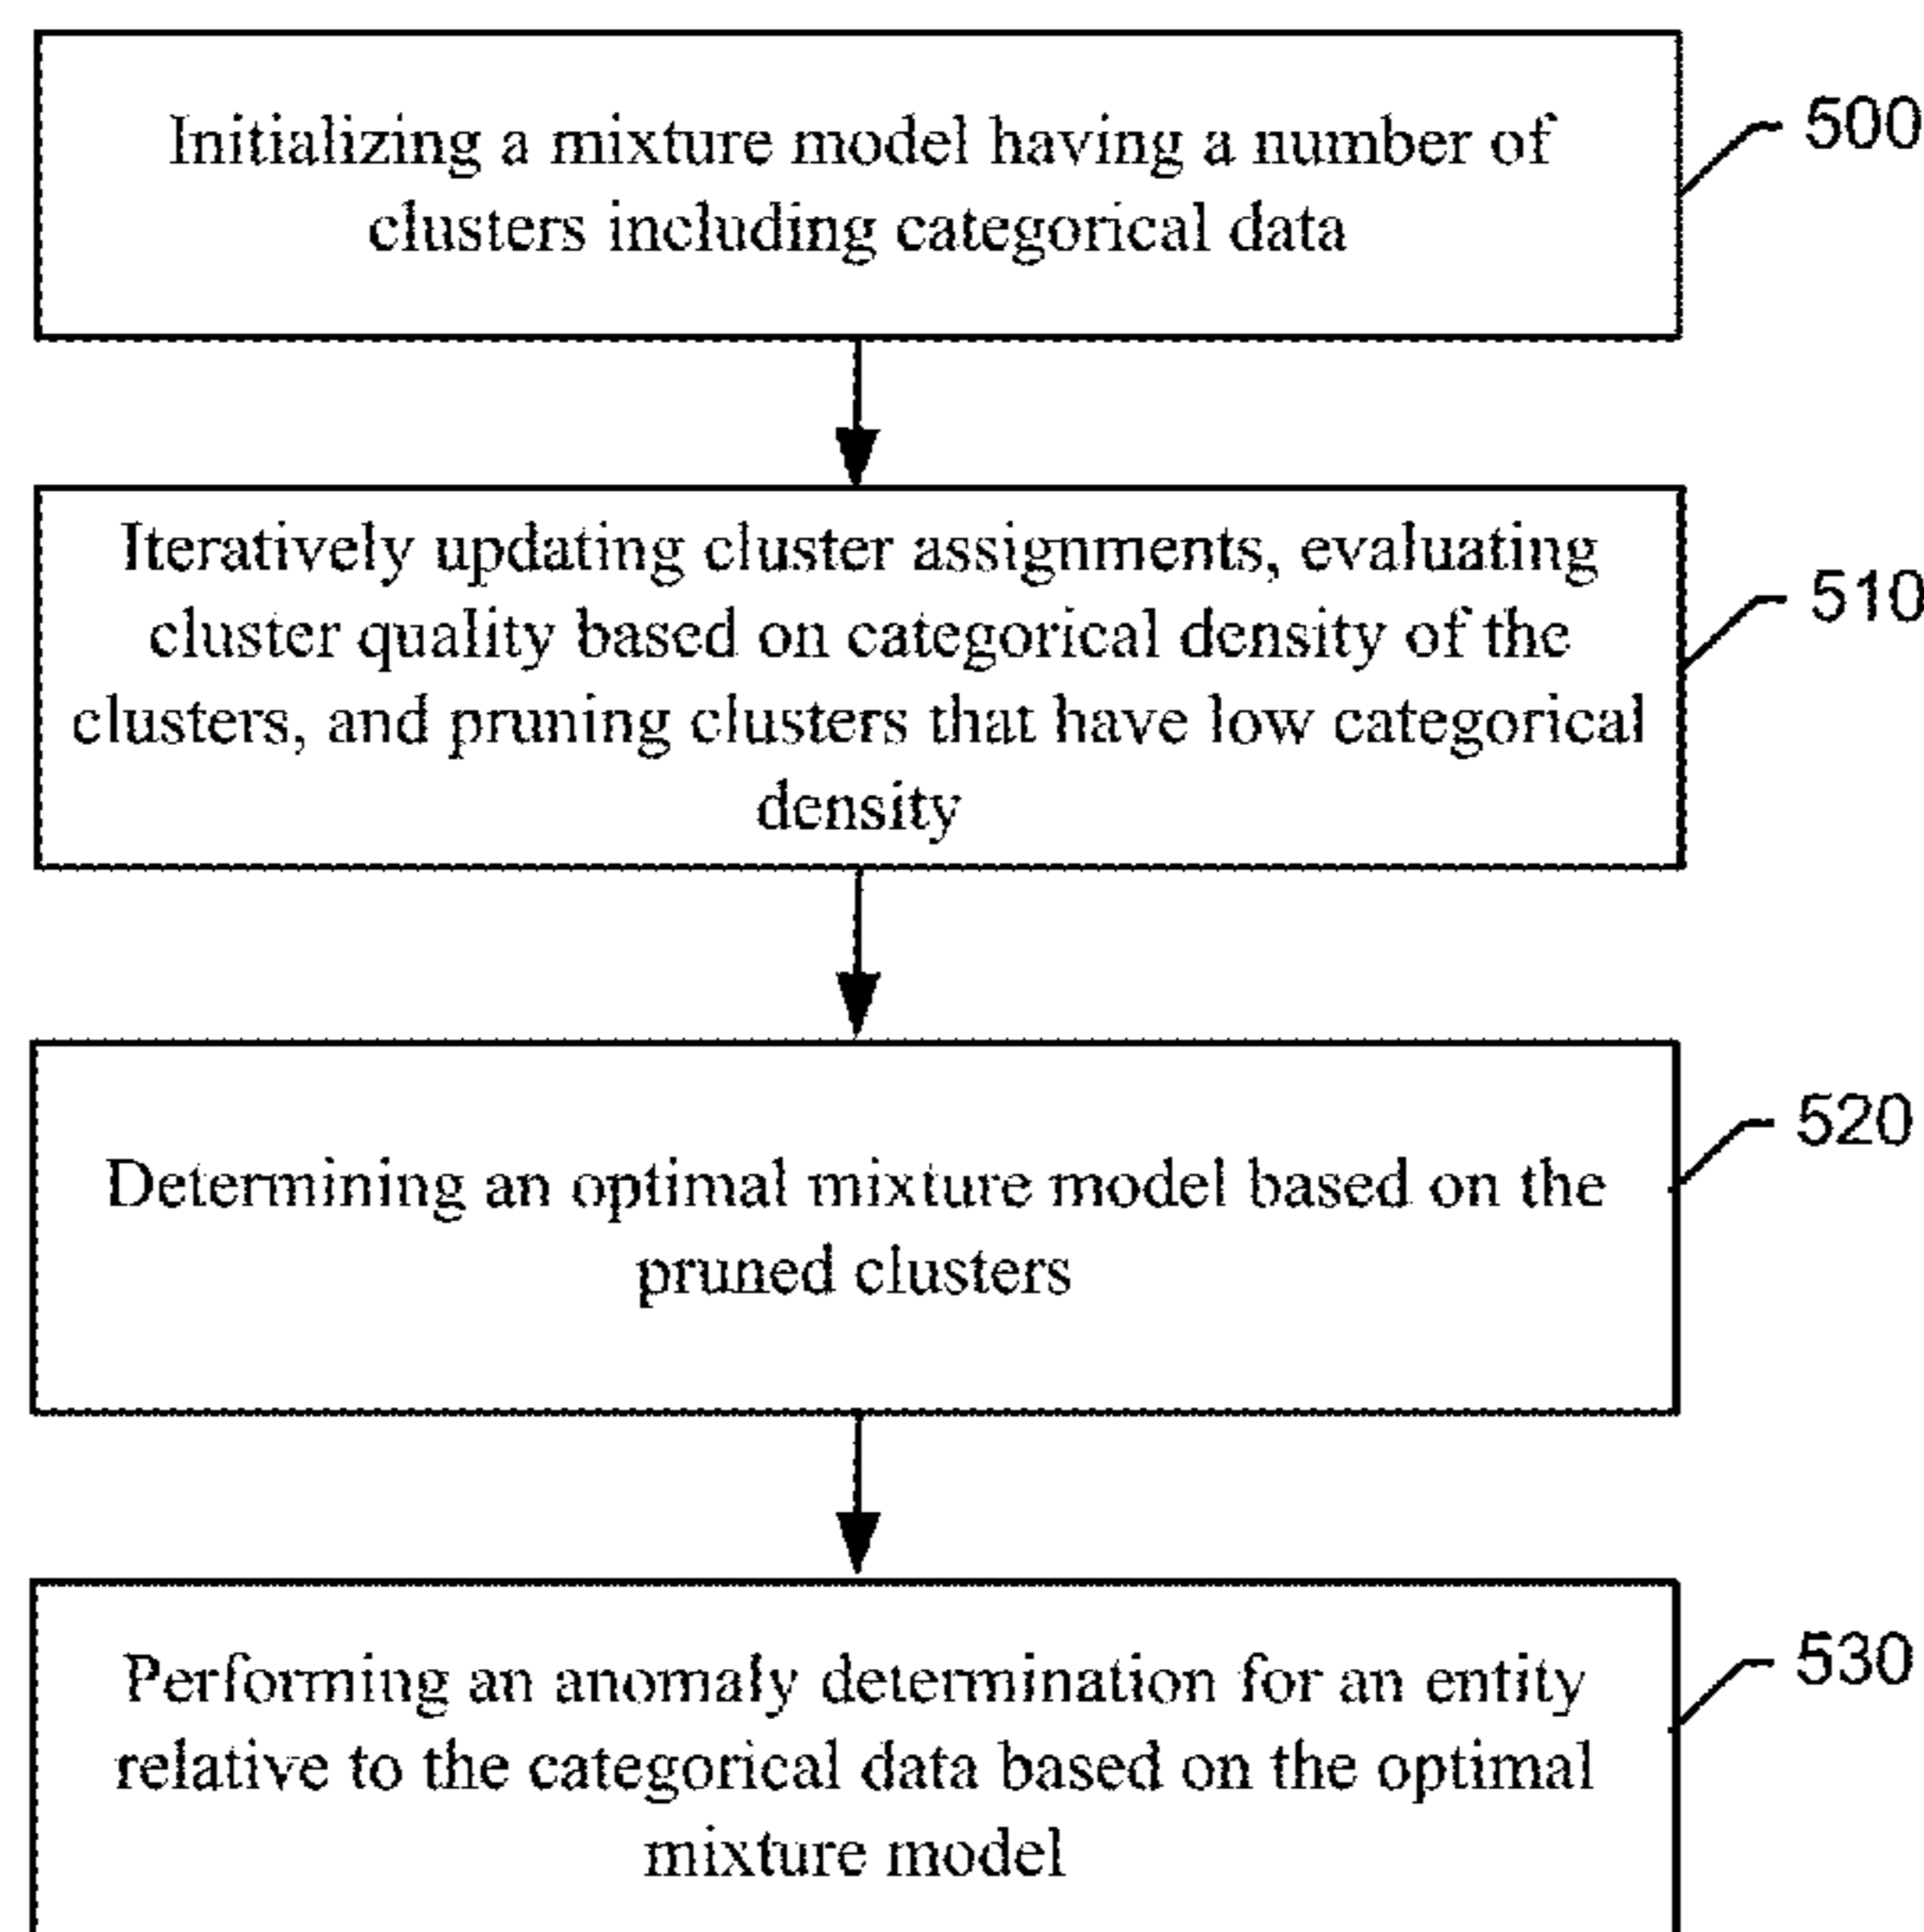 Initializing a mixture model having a number of
clusters including categorical data
500
Iteratively updating cluster assignments, evaluating
cluster quality based on categorical density of the
clusters, and pruning clusters that have low categorical
density
510
Determining an optimal mixture model based on the
pruned clusters
520
Performing an anomaly determination for an entity
relative to the categorical data based on the optimal
mixture model
530